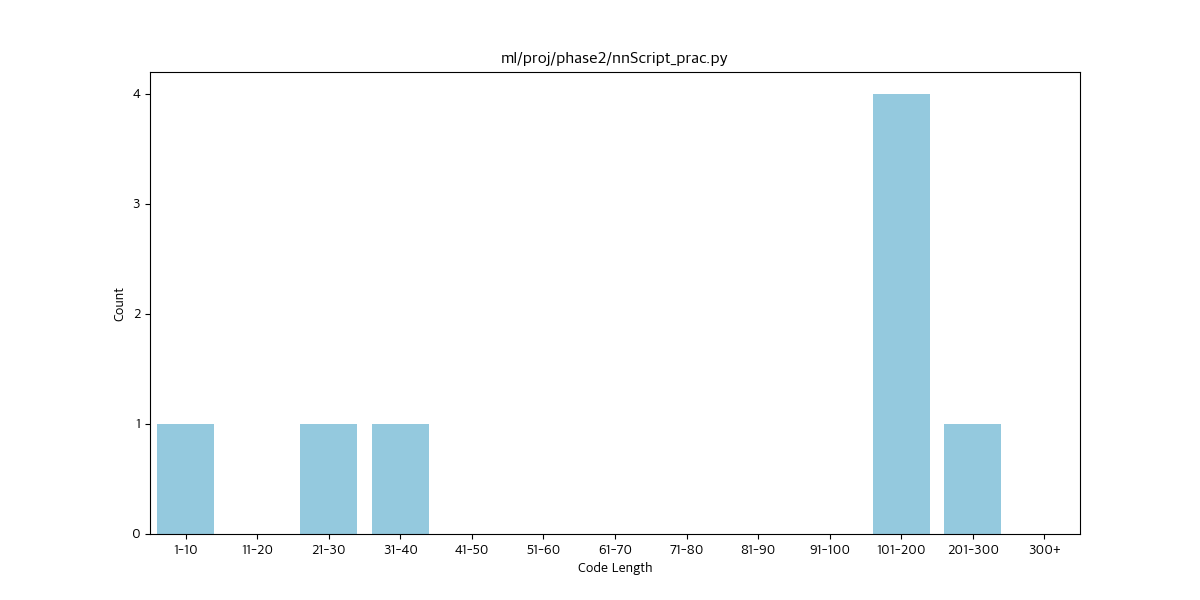 ml/proj/phase2/nnScript_prac.py
Count
4
3
2
1
0
1-10 11-20 21-30 31-40 41-50 51-60 61-70 71-80 81-90 91-100 101-200 201-300 300+
Code Length